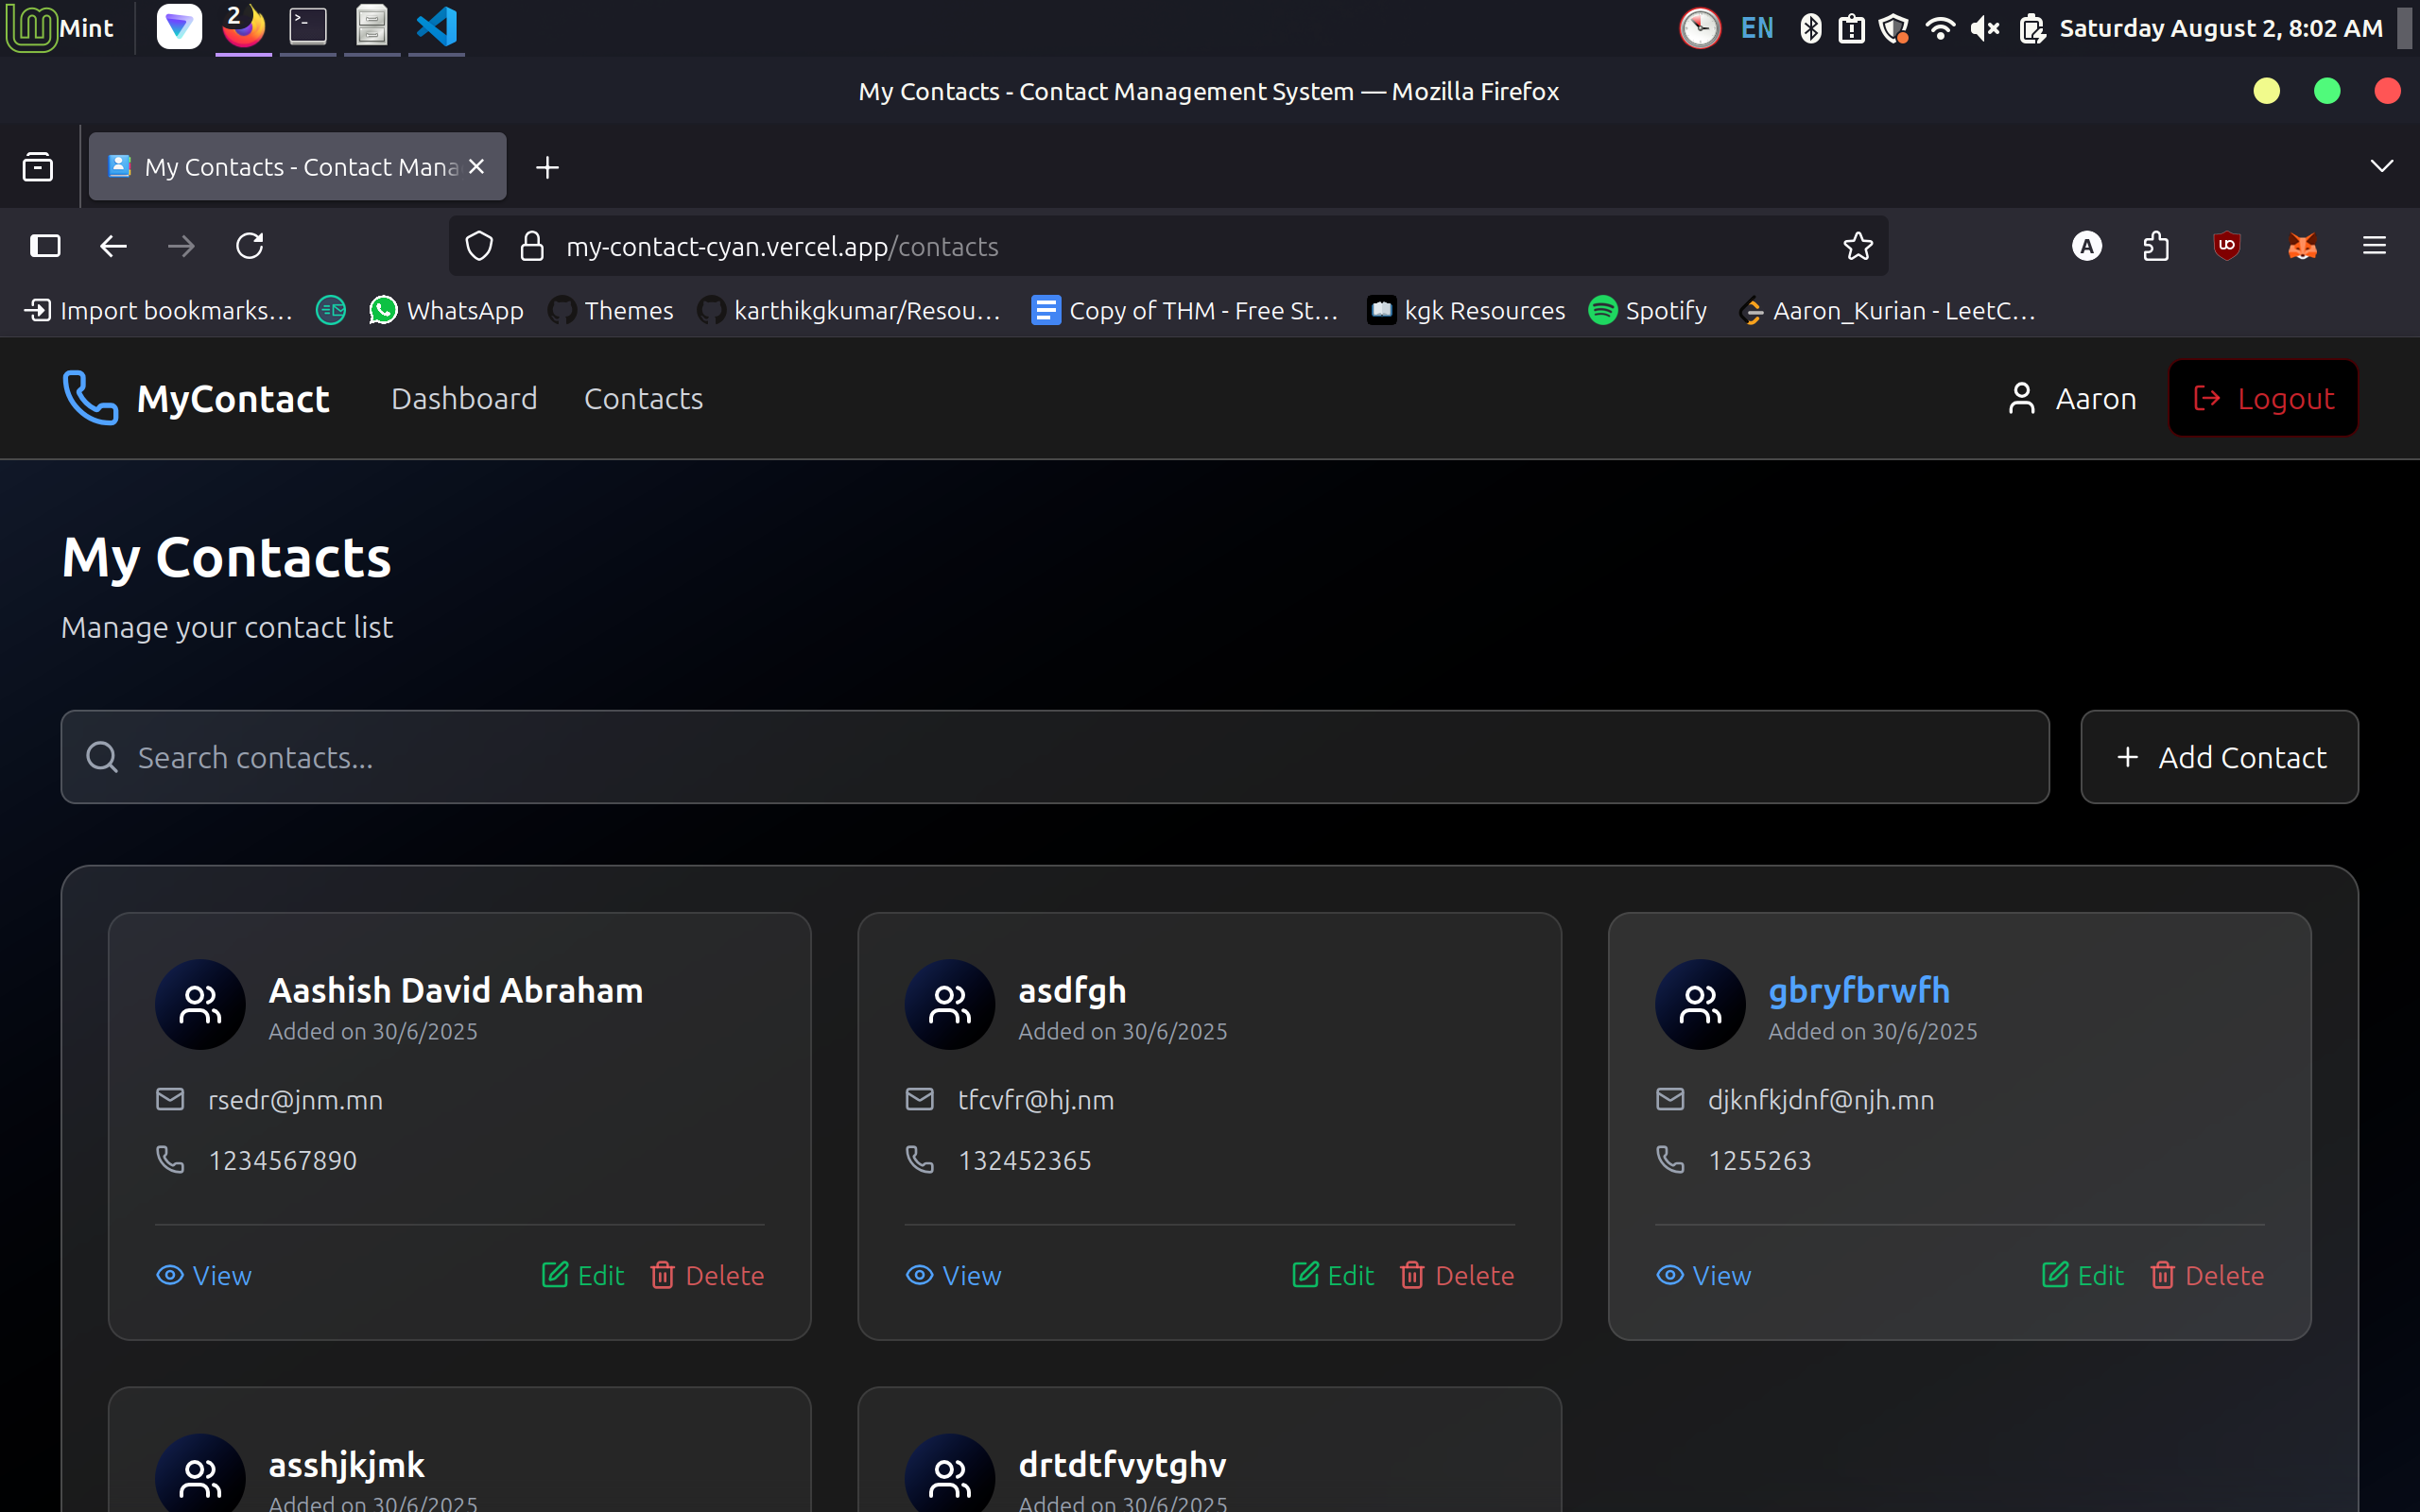 Mint 2 EN Saturday August 2, 8:02 AM
My Contacts - Contact Management System — Mozilla Firefox
My Contacts - Contact Mana
my-contact-cyan.vercel.app/contacts A
Import bookmarks... WhatsApp Themes karthikgkumar/Resou... Copy of THM - Free St... kgk Resources Spotify Aaron_Kurian - LeetC...
MyContact Dashboard Contacts Aaron Logout
My Contacts
Manage your contact list
Search contacts... + Add Contact
Aashish David Abraham
Added on 30/6/2025
rsedr@jnm.mn
1234567890
View Edit Delete
asdfgh
Added on 30/6/2025
tfcvfr@hj.nm
132452365
View Edit Delete
gbryfbrwfh
Added on 30/6/2025
djknfkjdnf@njh.mn
1255263
View Edit Delete
asshjkjmk
Added on 30/6/2025
drtdtfvytghv
Added on 30/6/2025